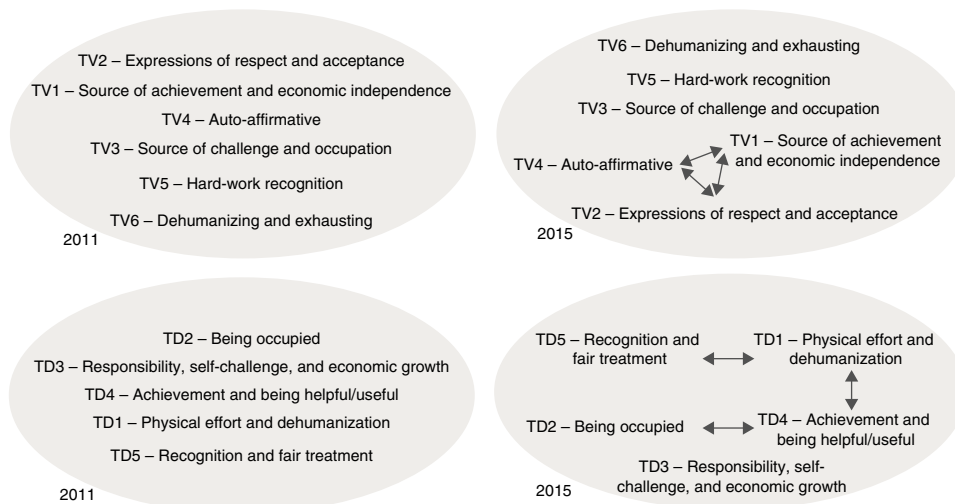 TV2 – Expressions of respect and acceptance
TV1 – Source of achievement and economic independence
TV4 – Auto-affirmative
TV3 – Source of challenge and occupation
TV5 – Hard-work recognition
TV6 – Dehumanizing and exhausting
2011
TV6 – Dehumanizing and exhausting
TV5 – Hard-work recognition
TV3 – Source of challenge and occupation
TV1 – Source of achievement
and economic independence
TV4 – Auto-affirmative
TV2 – Expressions of respect and acceptance
2015
TD2 – Being occupied
TD3 – Responsibility, self-challenge, and economic growth
TD4 – Achievement and being helpful/useful
TD1 – Physical effort and dehumanization
TD5 – Recognition and fair treatment
2011
TD5 – Recognition and
fair treatment
TD1 – Physical effort and
dehumanization
TD2 – Being occupied
TD4 – Achievement and
being helpful/useful
TD3 – Responsibility, self-
challenge, and economic growth
2015